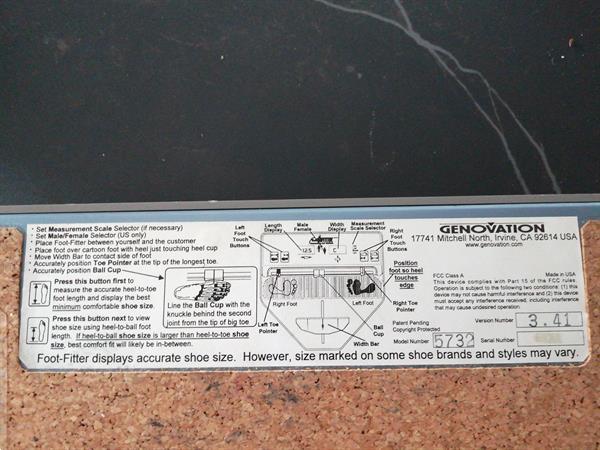 · Set Measurement Scale Selector (if necessary)
· Set Male/Female Selector (US only)
· Place Foot-Fitter between yourself and the customer
· Place foot over cartoon foot with heel just touching heel cup
· Move Width Bar to contact side of foot
· Accurately position Toe Pointer at the tip of the longest toe.
· Accurately position Ball Cup
Press this button first to
measure the accurate heel-to-toe
foot length and display the best
minimum comfortable shoe size.
Press this button next to view
shoe size using heel-to-ball foot
length. If heel-to-ball shoe size is larger than heel-to-toe shoe
size, best comfort fit will likely be in-between.
Line the Ball Cup with the
knuckle behind the second
joint from the tip of big toe
Left
Foot
Touch
Buttons
Length
Display
Male
Female
Width
Display
Measurement
Scale Selector
Right
Foot
Touch
Buttons
12.5
C
Position
foot so heel
touches
edge
Right Foot
Left Foot
Left Toe
Pointer
Right Toe
Pointer
Ball
Cup
Width Bar
GENOVATION
17741 Mitchell North, Irvine, CA 92614 USA
www.genovation.com
FCC Class A
Made in USA
This device complies with Part 15 of the FCC rules.
Operation is subject to the following two conditions: (1) this
device may not cause harmful interference and (2) this device
must accept any interference received, including interference
that may cause undesired operation.
Patent Pending
Copyright Protected
Version Number 3.41
Model Number 5732 Serial Number
Foot-Fitter displays accurate shoe size. However, size marked on some shoe brands and styles may vary.